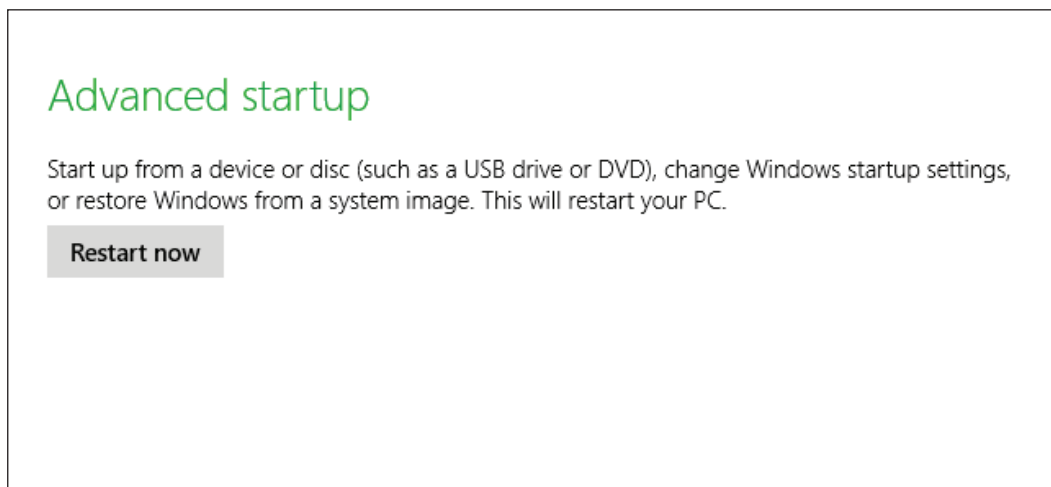 Advanced startup
Start up from a device or disc (such as a USB drive or DVD), change Windows startup settings,
or restore Windows from a system image. This will restart your PC.
Restart now